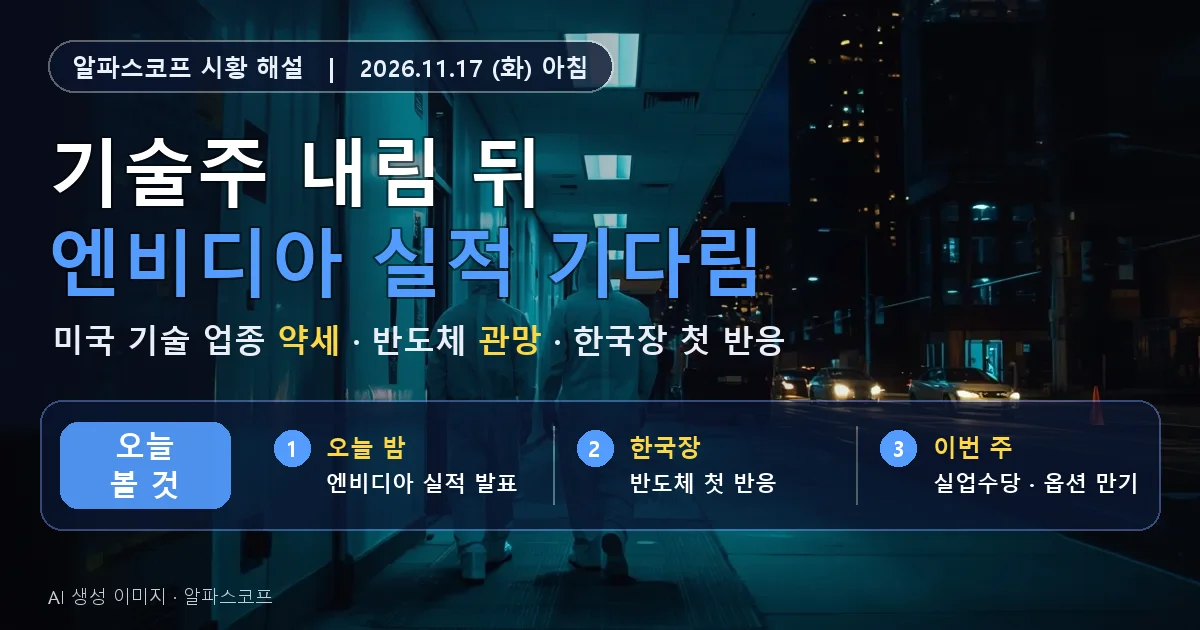 알파스코프 시황 해설 | 2026.11.17 (화) 아침
기술주 내림 뒤
엔비디아 실적 기다림
미국 기술 업종 약세 · 반도체 관망 · 한국장 첫 반응
오늘
볼 것
1 오늘 밤
엔비디아 실적 발표
2 한국장
반도체 첫 반응
3 이번 주
실업수당 · 옵션 만기
AI 생성 이미지 · 알파스코프